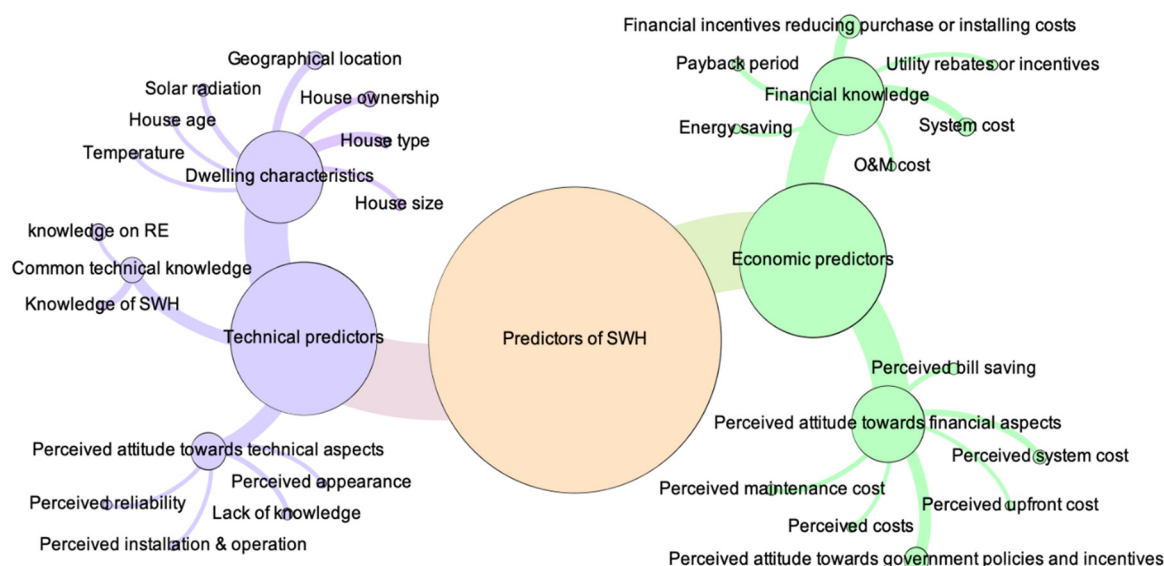 Financial incentives reducing purchase or installing costs
Geographical location
Payback period
Utility rebates or incentives
Solar radiation
House ownership
Financial knowledge
House age
Energy saving
System cost
House type
Temperature
O&M cost
Dwelling characteristics
House size
knowledge on RE
Common technical knowledge
Economic predictors
Knowledge of SWH
Technical predictors
Predictors of SWH
Perceived bill saving
Perceived attitude towards financial aspects
Perceived attitude towards technical aspects
Perceived system cost
Perceived appearance
Perceived maintenance cost
Perceived reliability
Perceived upfront cost
Lack of knowledge
Perceived costs
Perceived installation & operation
Perceived attitude towards government policies and incentives